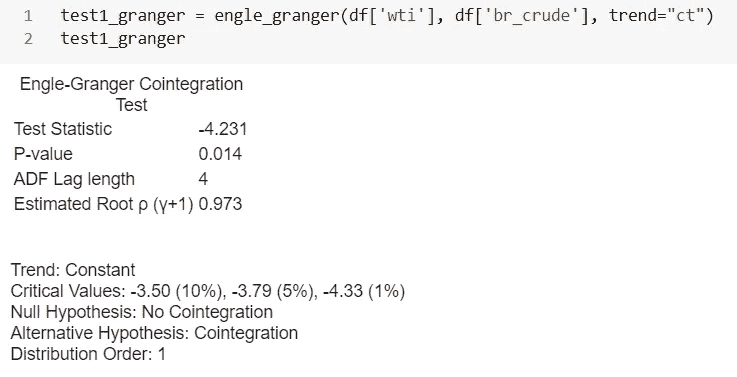 1 test1_granger = engle_granger(df['wti'], df['br_crude'], trend="ct")
2 test1_granger
Engle-Granger Cointegration
Test
Test Statistic -4.231
P-value 0.014
ADF Lag length 4
Estimated Root ρ (γ+1) 0.973
Trend: Constant
Critical Values: -3.50 (10%), -3.79 (5%), -4.33 (1%)
Null Hypothesis: No Cointegration
Alternative Hypothesis: Cointegration
Distribution Order: 1